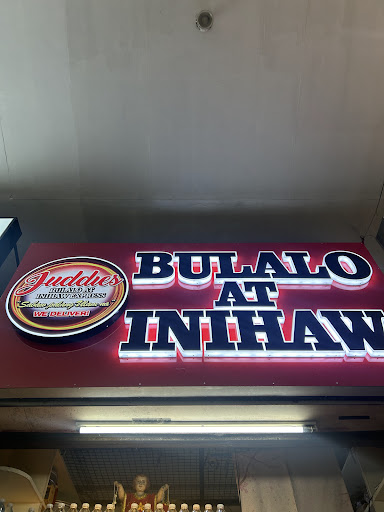 Juddies
BULALO AT
INIHAW EXPRESS
WE DELIVER!
BULALO
AT
INIHAW